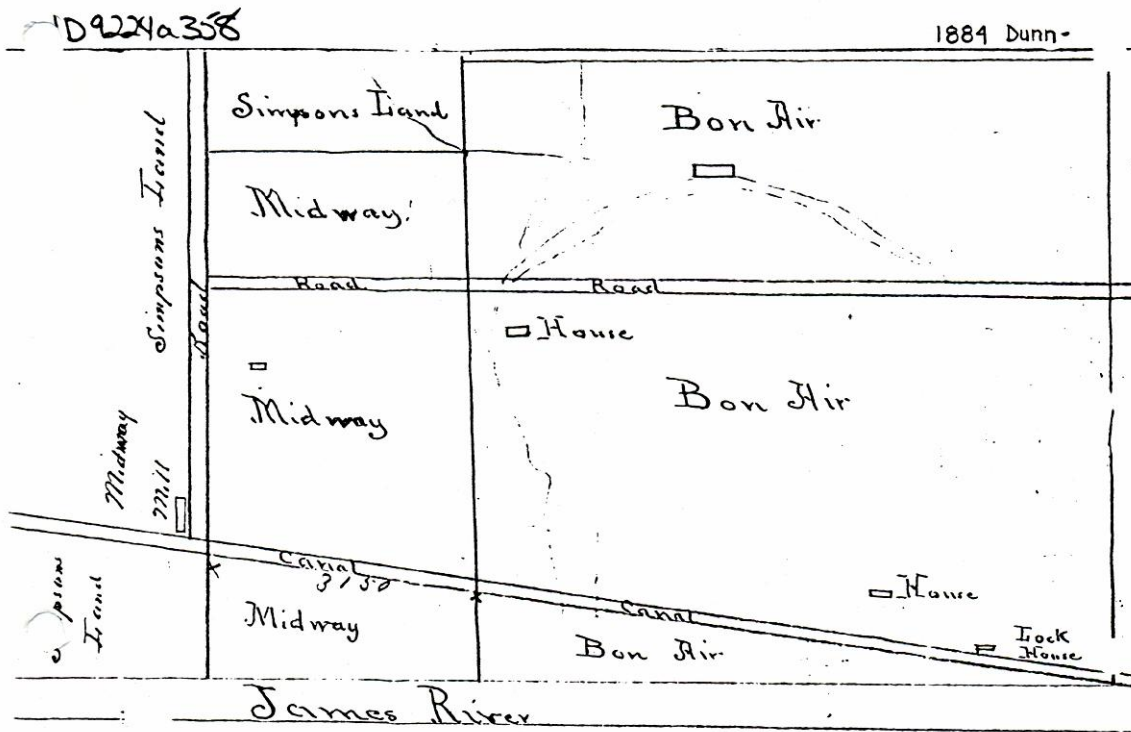 D9224a358
1884 Dunn-
Simpsons Land
Bon Air
Simpsons Land
Midway
Road
Road
Road
House
Midway
Bon Air
Midway
Mill
Canal
3150
House
Canal
Midway
Bon Air
Lock
House
Land
James River